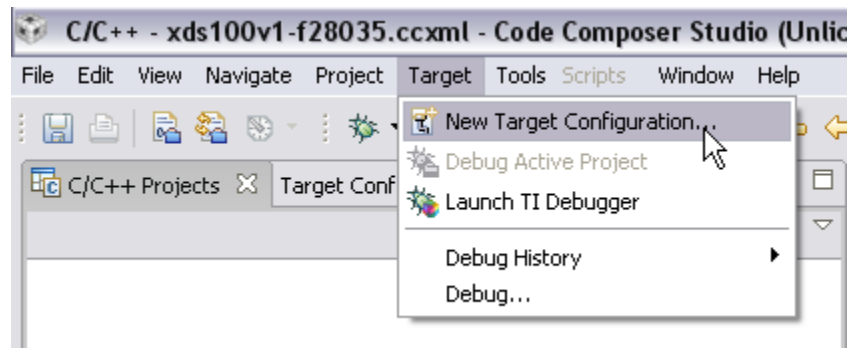 C/C++ - xds100v1-f28035.ccxml - Code Composer Studio (Unlic
File Edit View Navigate Project Target Tools Scripts Window Help
New Target Configuration...
Debug Active Project
C/C++ Projects Target Conf
Launch TI Debugger
Debug History
Debug...